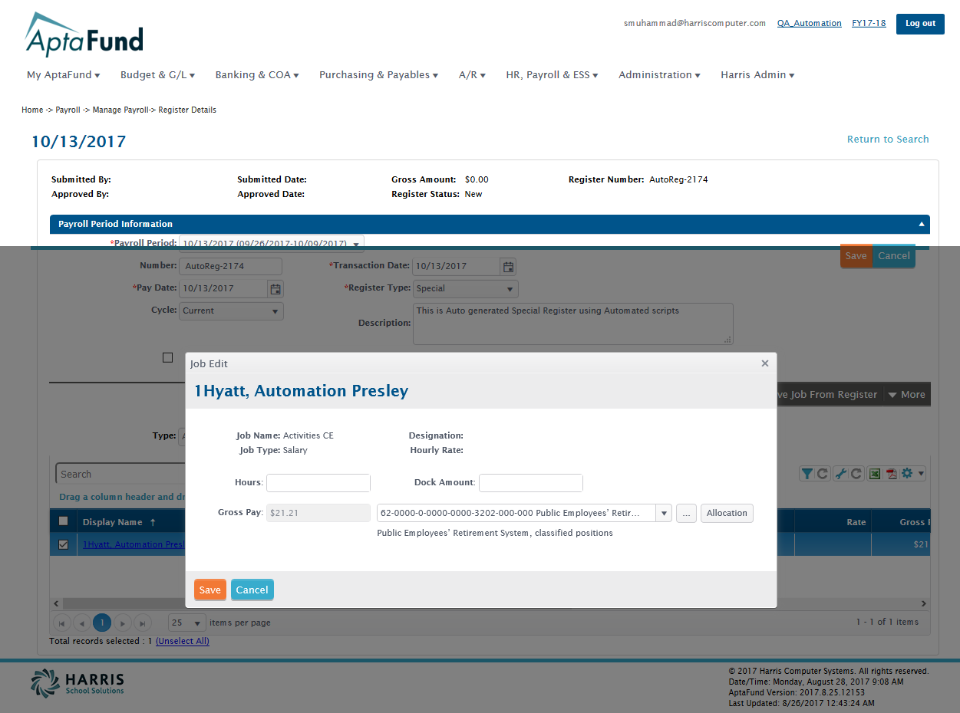 smuhammad@harriscomputer.com QA_Automation FY17-18 Log out
AptaFund
My AptaFund Budget & G/L Banking & COA Purchasing & Payables A/R HR, Payroll & ESS Administration Harris Admin
Home -> Payroll -> Manage Payroll-> Register Details
10/13/2017 Return to Search
Submitted By: Submitted Date: Gross Amount: $0.00 Register Number: AutoReg-2174
Approved By: Approved Date: Register Status: New
Payroll Period Information
*Payroll Period: 10/13/2017 (09/26/2017-10/09/2017)
Save Cancel
Number: AutoReg-2174 *Transaction Date: 10/13/2017
*Pay Date: 10/13/2017 *Register Type: Special
Cycle: Current Description: This is Auto generated Special Register using Automated scripts
Job Edit
1Hyatt, Automation Presley
ve Job From Register More
Job Name: Activities CE Designation:
Type:
Job Type: Salary Hourly Rate:
Search
Hours: Dock Amount:
Drag a column header and dr
Gross Pay: $21.21 62-0000-0-0000-0000-3202-000-000 Public Employees' Retir... ... Allocation
Display Name ↑ Rate Gross
Public Employees' Retirement System, classified positions
1Hyatt, Automation Pres $21
Save Cancel
1 25 items per page 1 - 1 of 1 items
Total records selected : 1 (Unselect All)
HARRIS
School Solutions
© 2017 Harris Computer Systems. All rights reserved.
Date/Time: Monday, August 28, 2017 9:08 AM
AptaFund Version: 2017.8.25.12153
Last Updated: 8/26/2017 12:43:24 AM